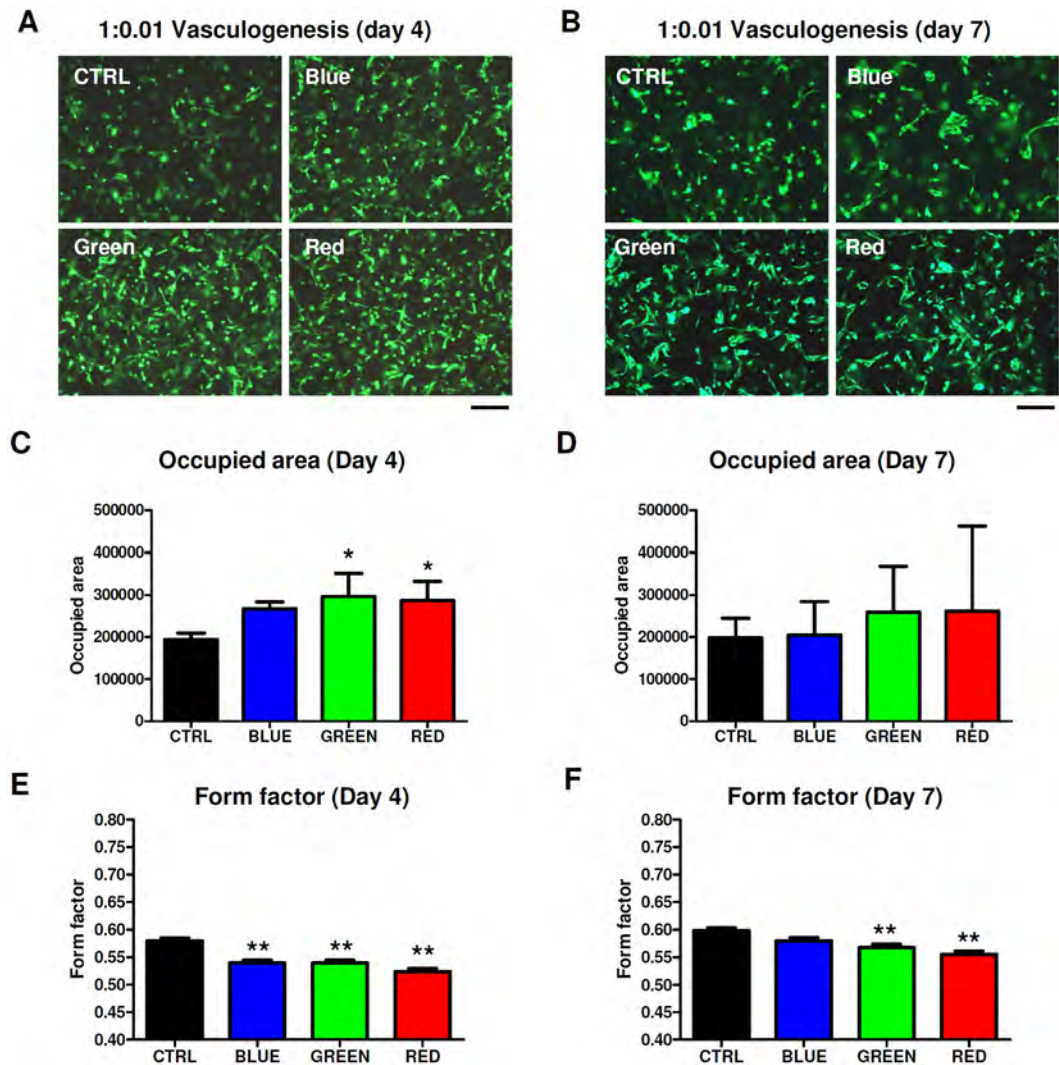 A
1:0.01 Vasculogenesis (day 4)
CTRL
Blue
Green
Red
B
1:0.01 Vasculogenesis (day 7)
CTRL
Blue
Green
Red
C
Occupied area (Day 4)
Occupied area
500000
400000
300000
200000
100000
0
*
*
CTRL
BLUE
GREEN
RED
D
Occupied area (Day 7)
Occupied area
500000
400000
300000
200000
100000
0
CTRL
BLUE
GREEN
RED
E
Form factor (Day 4)
Form factor
0.80
0.75
0.70
0.65
0.60
0.55
0.50
0.45
0.40
**
**
**
CTRL
BLUE
GREEN
RED
F
Form factor (Day 7)
Form factor
0.80
0.75
0.70
0.65
0.60
0.55
0.50
0.45
0.40
**
**
CTRL
BLUE
GREEN
RED